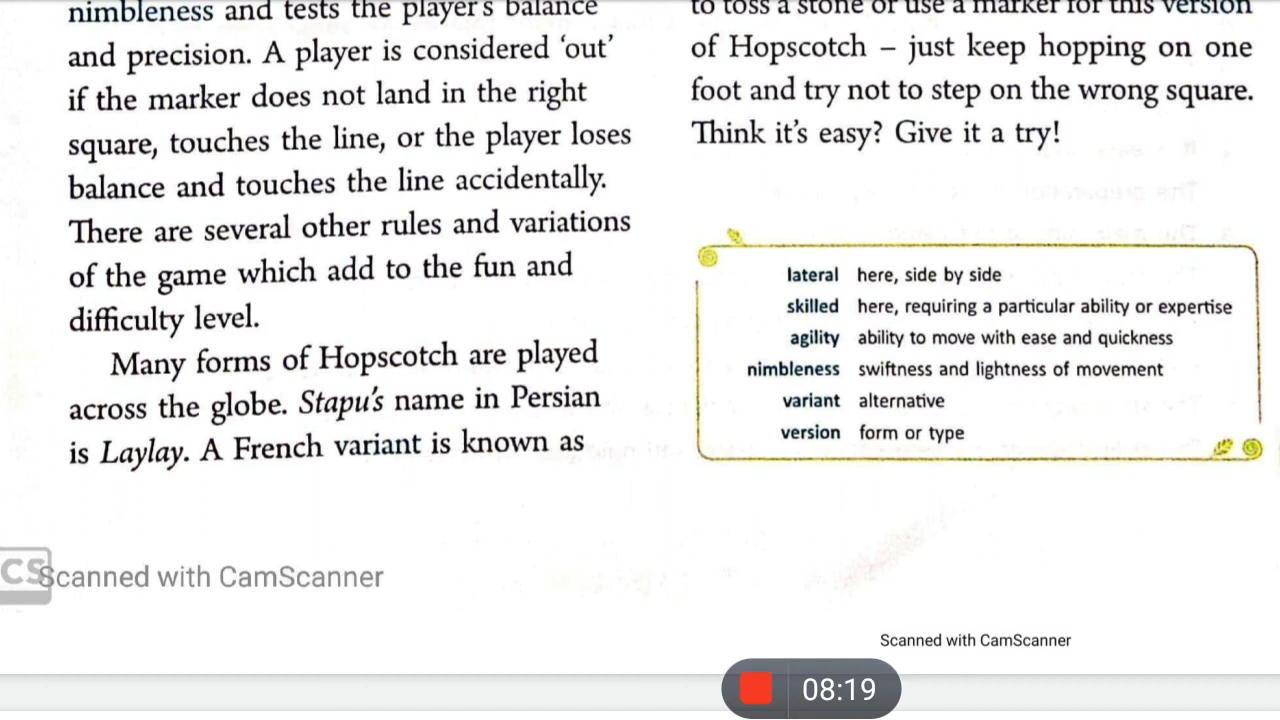 nimbleness and tests the player's balance
and precision. A player is considered ‘out’
if the marker does not land in the right
square, touches the line, or the player loses
balance and touches the line accidentally.
There are several other rules and variations
of the game which add to the fun and
difficulty level.
Many forms of Hopscotch are played
across the globe. Stapu's name in Persian
is Laylay. A French variant is known as
to toss a stone or use a marker for this version
of Hopscotch – just keep hopping on one
foot and try not to step on the wrong square.
Think it's easy? Give it a try!
lateral here, side by side
skilled here, requiring a particular ability or expertise
agility ability to move with ease and quickness
nimbleness swiftness and lightness of movement
variant alternative
version form or type
CS Scanned with CamScanner
Scanned with CamScanner
08:19